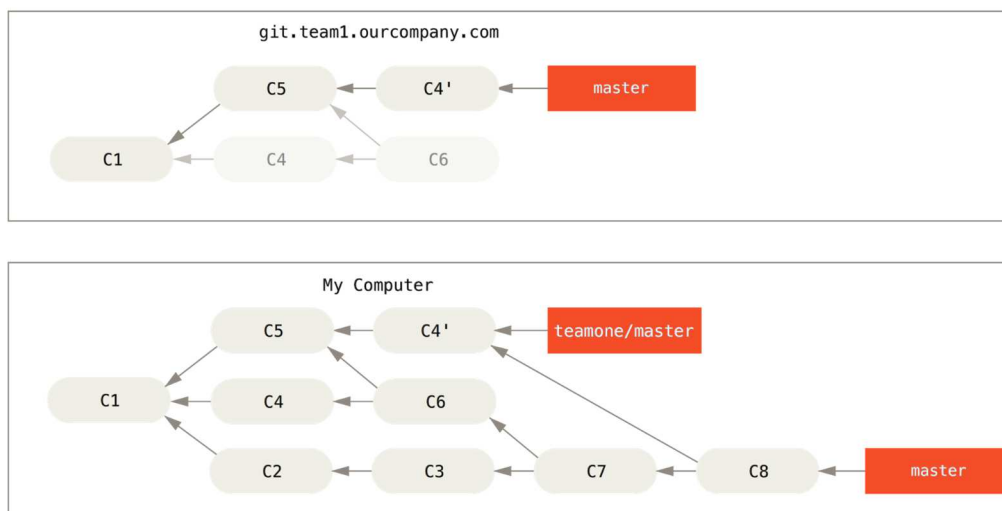 git.team1.ourcompany.com
C5 C4' master
C1 C4 C6
My Computer
C5 C4' teamone/master
C1 C4 C6
C2 C3 C7 C8 master